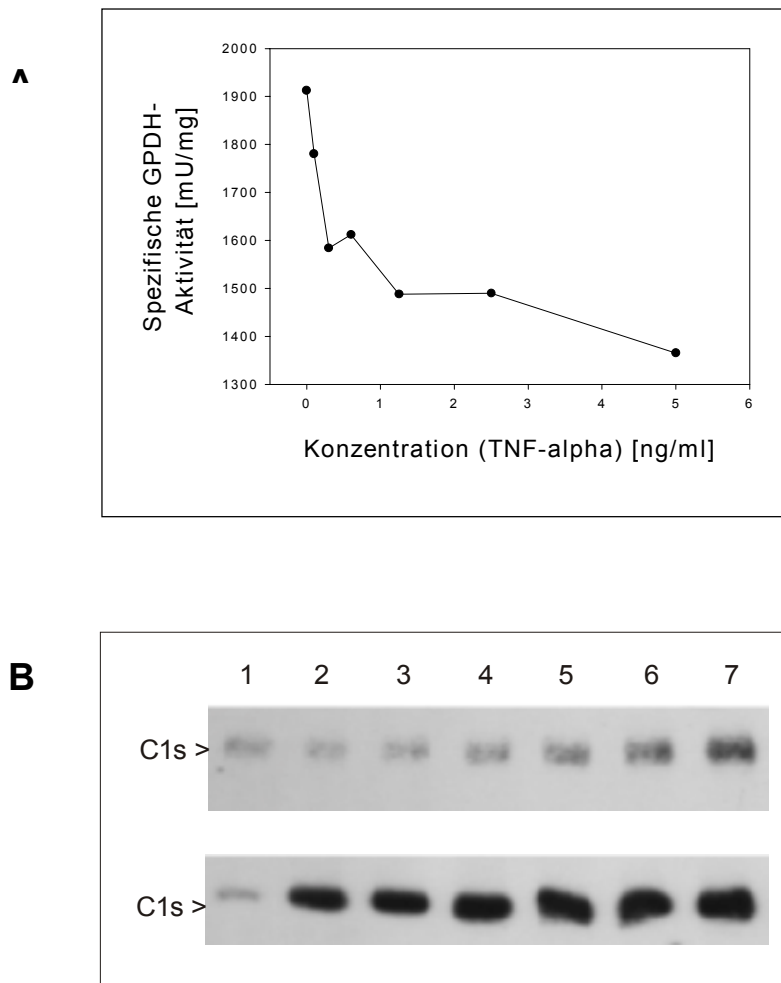 A
2000
1900
1800
1700
1600
1500
1400
1300
Spezifische GPDH-
Aktivität [mU/mg]
0 1 2 3 4 5 6
Konzentration (TNF-alpha) [ng/ml]
B
1 2 3 4 5 6 7
C1s >
C1s >